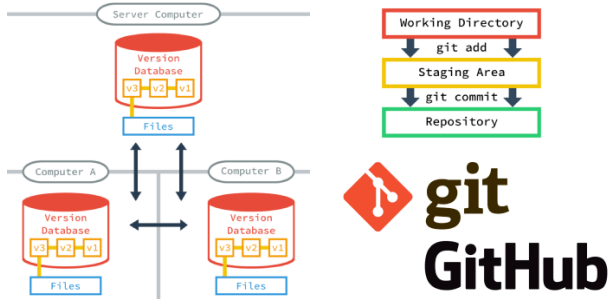 Server Computer
Version
Database
v3 v2 v1
Files
Computer A
Version
Database
v3 v2 v1
Files
Computer B
Version
Database
v3 v2 v1
Files
Working Directory
git add
Staging Area
git commit
Repository
git
GitHub